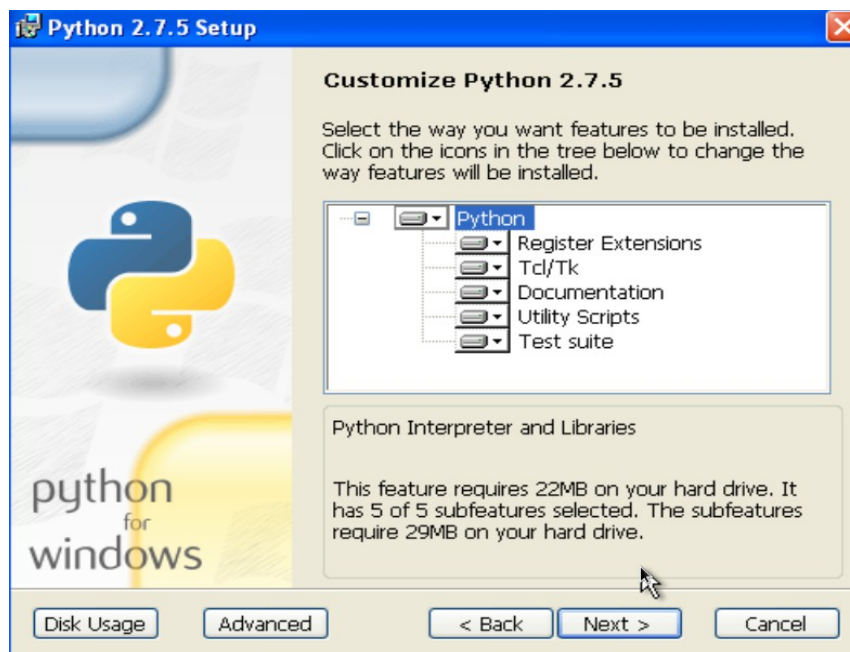 Python 2.7.5 Setup
Customize Python 2.7.5
Select the way you want features to be installed.
Click on the icons in the tree below to change the
way features will be installed.
Python
Register Extensions
Tcl/Tk
Documentation
Utility Scripts
Test suite
Python Interpreter and Libraries
This feature requires 22MB on your hard drive. It
has 5 of 5 subfeatures selected. The subfeatures
require 29MB on your hard drive.
python
for
windows
Disk Usage
Advanced
< Back
Next >
Cancel